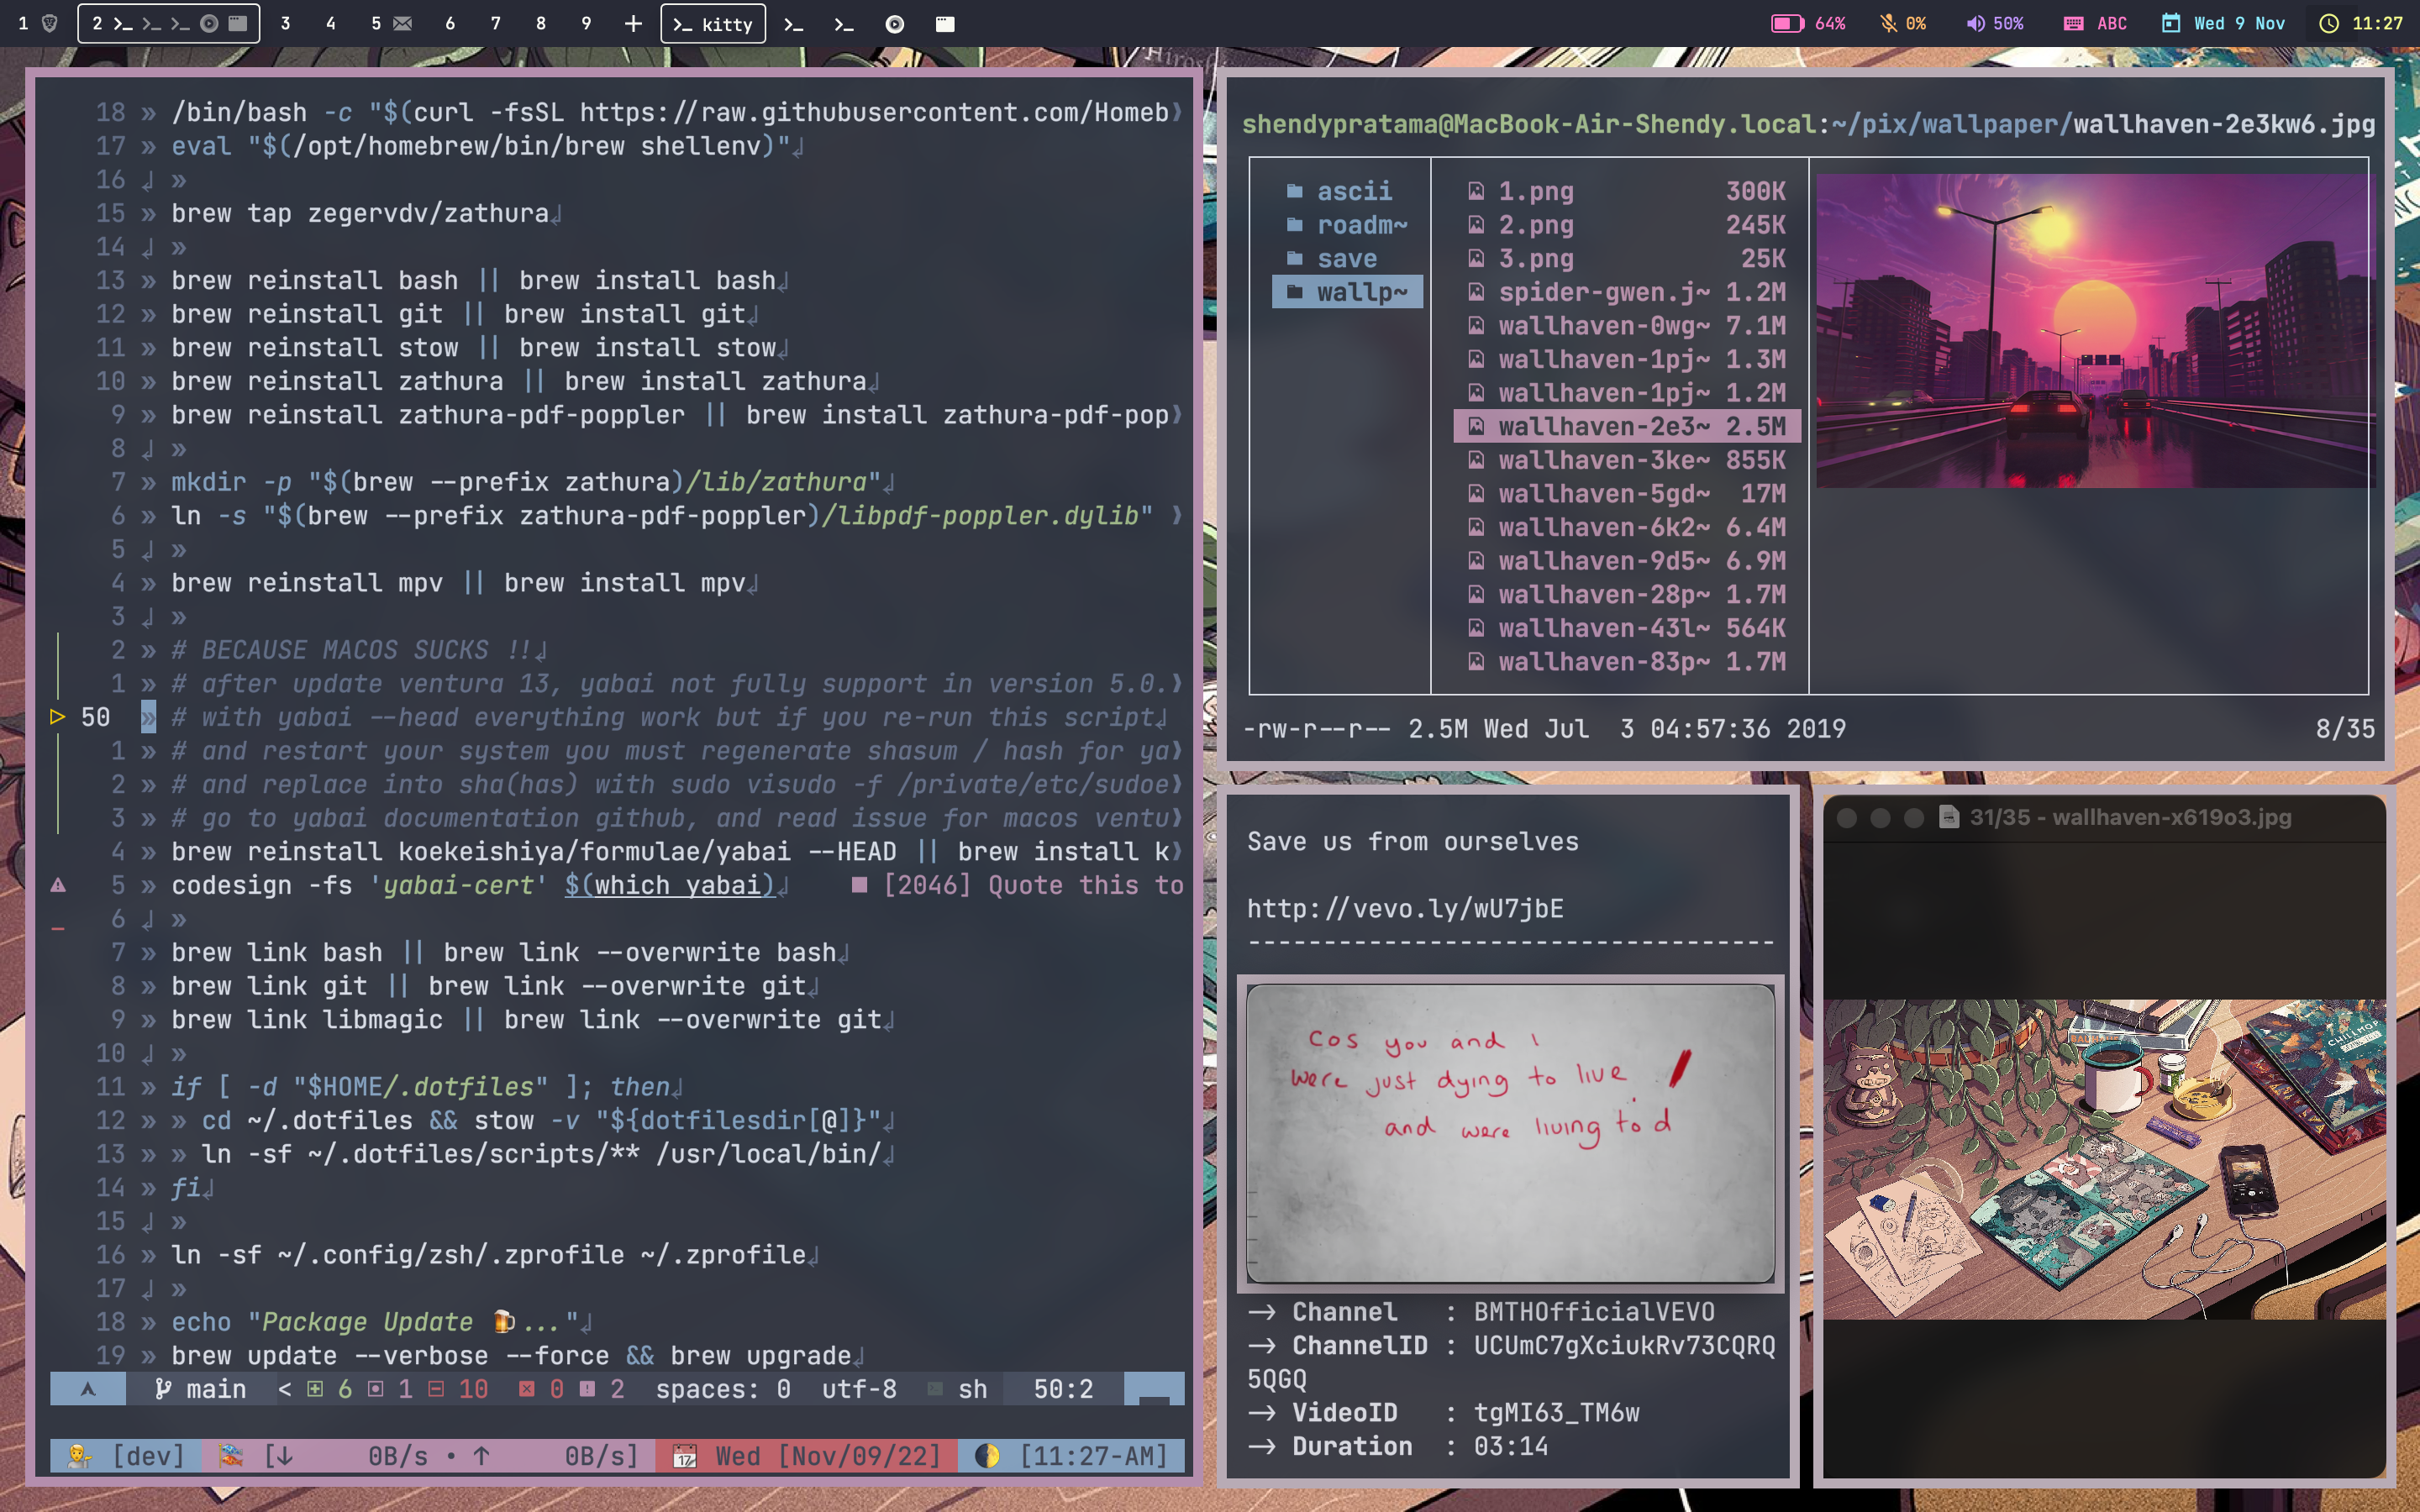 1 2 3 4 5 6 7 8 9 + kitty 64% 0% 50% ABC Wed 9 Nov 11:27
18 » /bin/bash -c "$(curl -fsSL https://raw.githubusercontent.com/Homeb
17 » eval "$(/opt/homebrew/bin/brew shellenv)"
16 »
15 » brew tap zegervdv/zathura
14 »
13 » brew reinstall bash || brew install bash
12 » brew reinstall git || brew install git
11 » brew reinstall stow || brew install stow
10 » brew reinstall zathura || brew install zathura
9 » brew reinstall zathura-pdf-poppler || brew install zathura-pdf-pop
8 »
7 » mkdir -p "$(brew --prefix zathura)/lib/zathura"
6 » ln -s "$(brew --prefix zathura-pdf-poppler)/libpdf-poppler.dylib"
5 »
4 » brew reinstall mpv || brew install mpv
3 »
2 » # BECAUSE MACOS SUCKS !!
1 » # after update ventura 13, yabai not fully support in version 5.0.
50 » # with yabai --head everything work but if you re-run this script
1 » # and restart your system you must regenerate shasum / hash for ya
2 » # and replace into sha(has) with sudo visudo -f /private/etc/sudoe
3 » # go to yabai documentation github, and read issue for macos ventu
4 » brew reinstall koekeishiya/formulae/yabai --HEAD || brew install k
5 » codesign -fs 'yabai-cert' $(which yabai) ■ [2046] Quote this to
6 »
7 » brew link bash || brew link --overwrite bash
8 » brew link git || brew link --overwrite git
9 » brew link libmagic || brew link --overwrite git
10 »
11 » if [ -d "$HOME/.dotfiles" ]; then
12 » » cd ~/.dotfiles && stow -v "${dotfilesdir[@]}"
13 » » ln -sf ~/.dotfiles/scripts/** /usr/local/bin/
14 » fi
15 »
16 » ln -sf ~/.config/zsh/.zprofile ~/.zprofile
17 »
18 » echo "Package Update 🍺..."
19 » brew update --verbose --force && brew upgrade
main < 6 1 10 0 2 spaces: 0 utf-8 sh 50:2
[dev] [↓ 0B/s • ↑ 0B/s] Wed [Nov/09/22] [11:27-AM]
shendypratama@MacBook-Air-Shendy.local:~/pix/wallpaper/wallhaven-2e3kw6.jpg
ascii
roadm~
save
wallp~
1.png 300K
2.png 245K
3.png 25K
spider-gwen.j~ 1.2M
wallhaven-0wg~ 7.1M
wallhaven-1pj~ 1.3M
wallhaven-1pj~ 1.2M
wallhaven-2e3~ 2.5M
wallhaven-3ke~ 855K
wallhaven-5gd~ 17M
wallhaven-6k2~ 6.4M
wallhaven-9d5~ 6.9M
wallhaven-28p~ 1.7M
wallhaven-43l~ 564K
wallhaven-83p~ 1.7M
-rw-r--r-- 2.5M Wed Jul 3 04:57:36 2019 8/35
Save us from ourselves
http://vevo.ly/wU7jbE
-----------------------------------
Cos you and i
were just dying to live.
and were living to d
→ Channel : BMTHOfficialVEVO
→ ChannelID : UCUmC7gXciukRv73CQRQ
5QGQ
→ VideoID : tgMI63_TM6w
→ Duration : 03:14
31/35 - wallhaven-x619o3.jpg
CHILLHOP